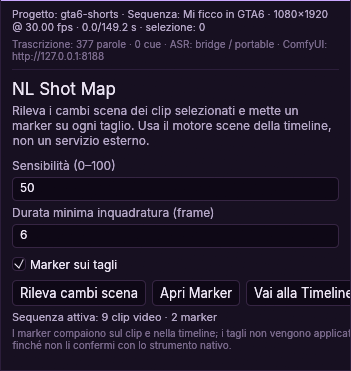 Progetto: gta6-shorts · Sequenza: Mi ficco in GTA6 · 1080×1920
@ 30.00 fps · 0.0/149.2 s · selezione: 0
Trascrizione: 377 parole · 0 cue · ASR: bridge / portable · ComfyUI:
http://127.0.0.1:8188
NL Shot Map
Rileva i cambi scena dei clip selezionati e mette un
marker su ogni taglio. Usa il motore scene della timeline,
non un servizio esterno.
Sensibilità (0–100)
50
Durata minima inquadratura (frame)
6
Marker sui tagli
Rileva cambi scena Apri Marker Vai alla Timeline
Sequenza attiva: 9 clip video · 2 marker
I marker compaiono sul clip e nella timeline; i tagli non vengono applicat
finché non li confermi con lo strumento nativo.